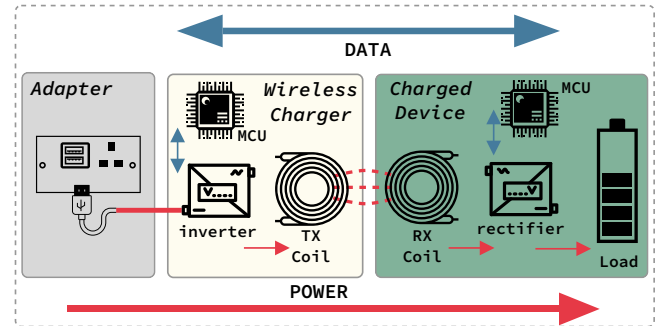 DATA
Adapter
Wireless
Charger
MCU
inverter
TX
Coil
Charged
Device
MCU
RX
Coil
rectifier
Load
POWER